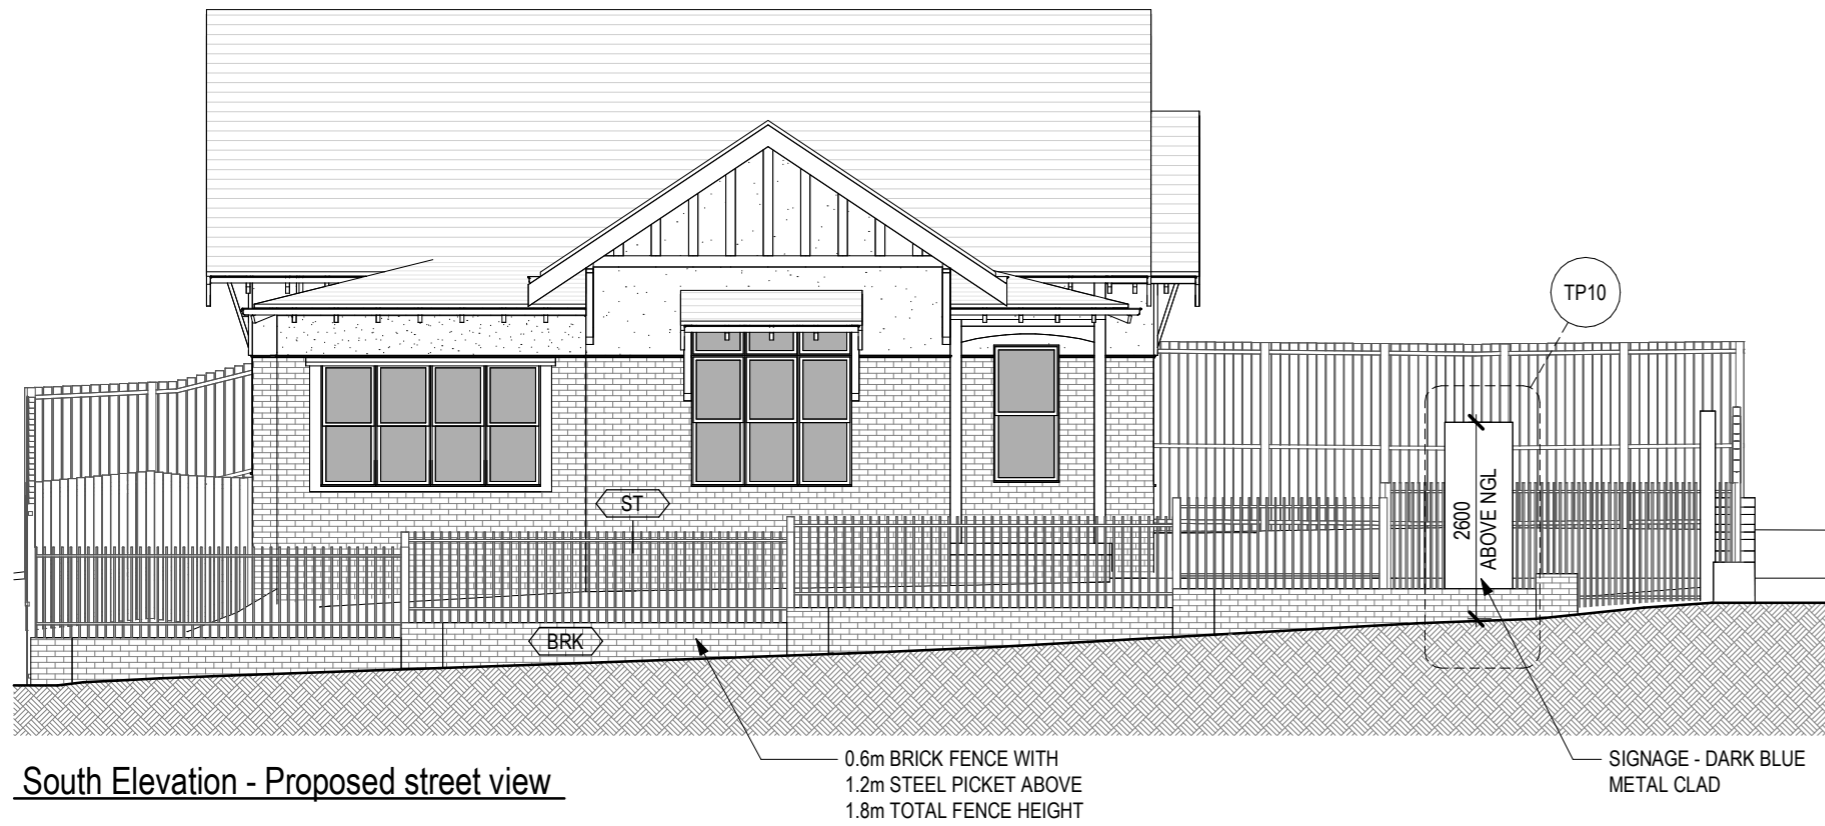 TP10
2600
ABOVE NGL
ST
BRK
0.6m BRICK FENCE WITH
1.2m STEEL PICKET ABOVE
1.8m TOTAL FENCE HEIGHT
SIGNAGE - DARK BLUE
METAL CLAD
South Elevation - Proposed street view